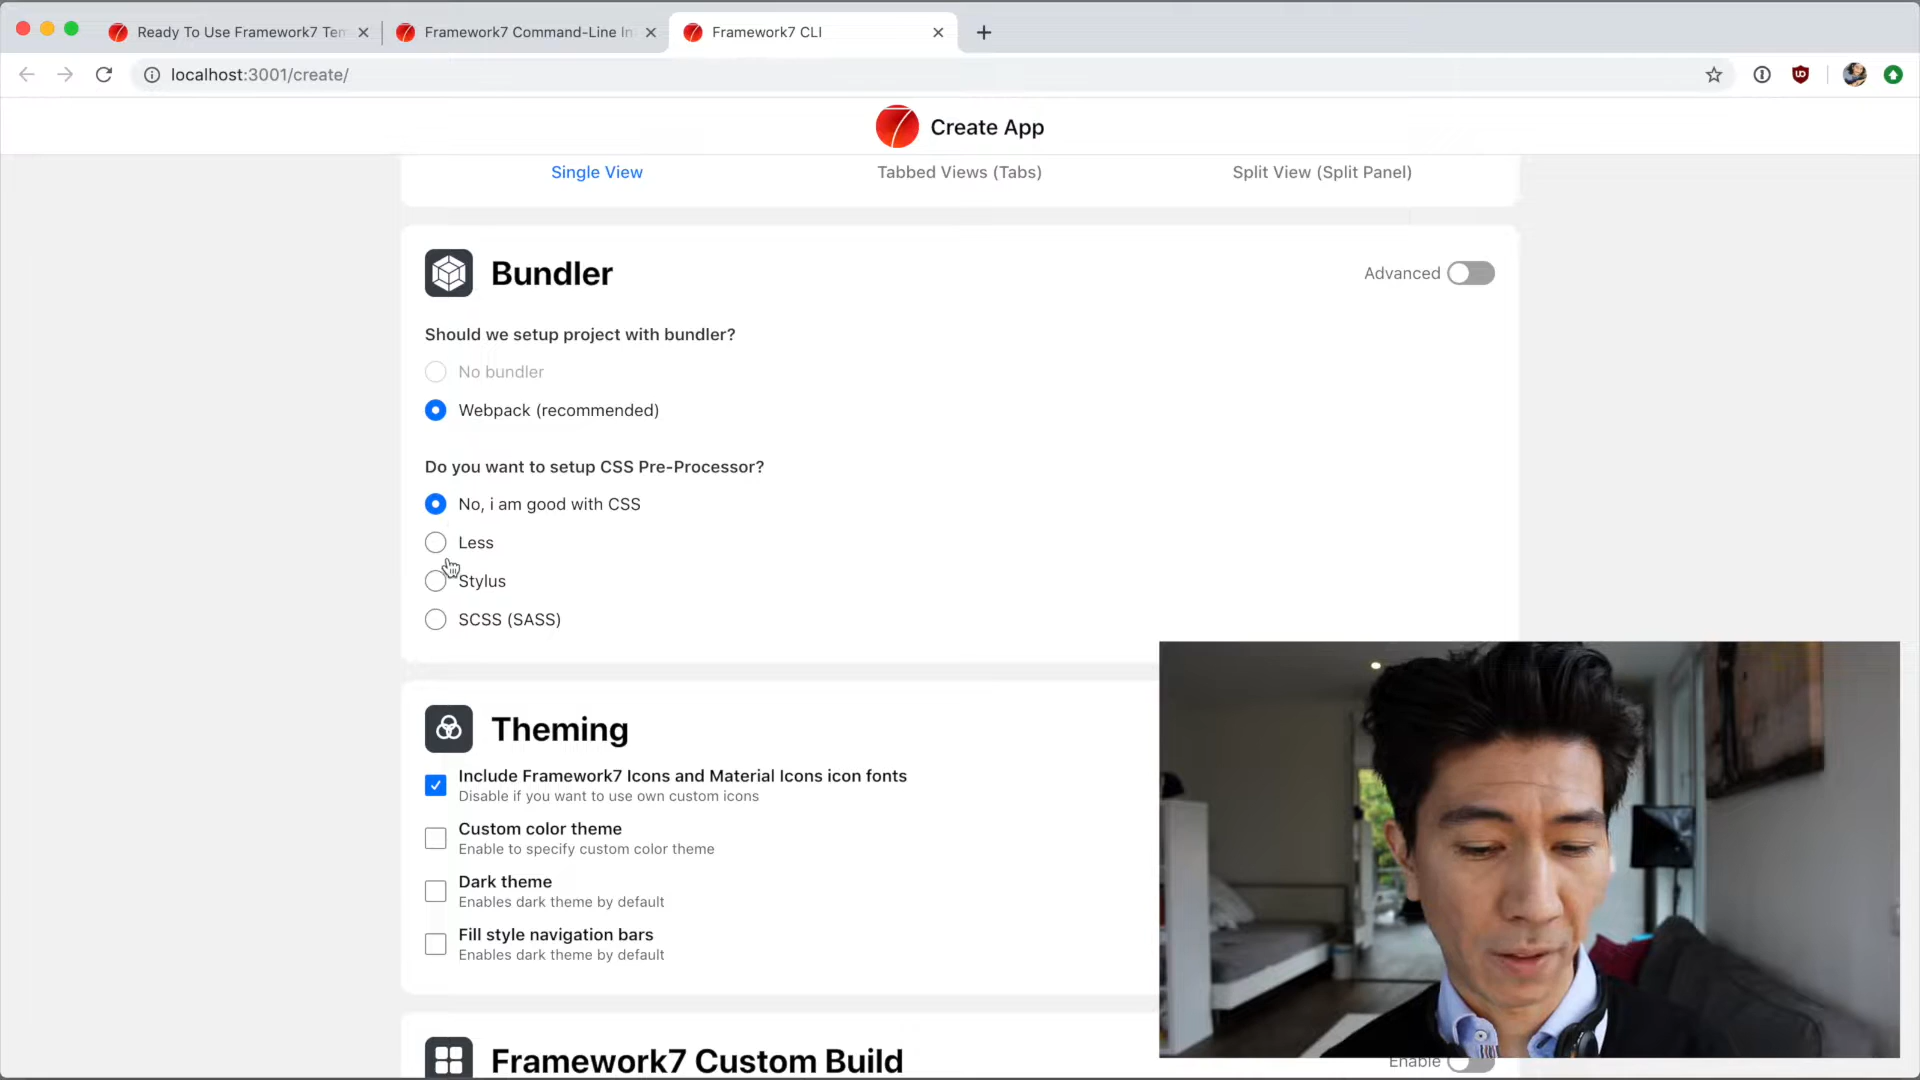 Ready To Use Framework7 Tem
Framework7 Command-Line In
Framework7 CLI
localhost:3001/create/
Create App
Single View
Tabbed Views (Tabs)
Split View (Split Panel)
Bundler
Advanced
Should we setup project with bundler?
No bundler
Webpack (recommended)
Do you want to setup CSS Pre-Processor?
No, i am good with CSS
Less
Stylus
SCSS (SASS)
Theming
Include Framework7 Icons and Material Icons icon fonts
Disable if you want to use own custom icons
Custom color theme
Enable to specify custom color theme
Dark theme
Enables dark theme by default
Fill style navigation bars
Enables dark theme by default
Framework7 Custom Build
Enable